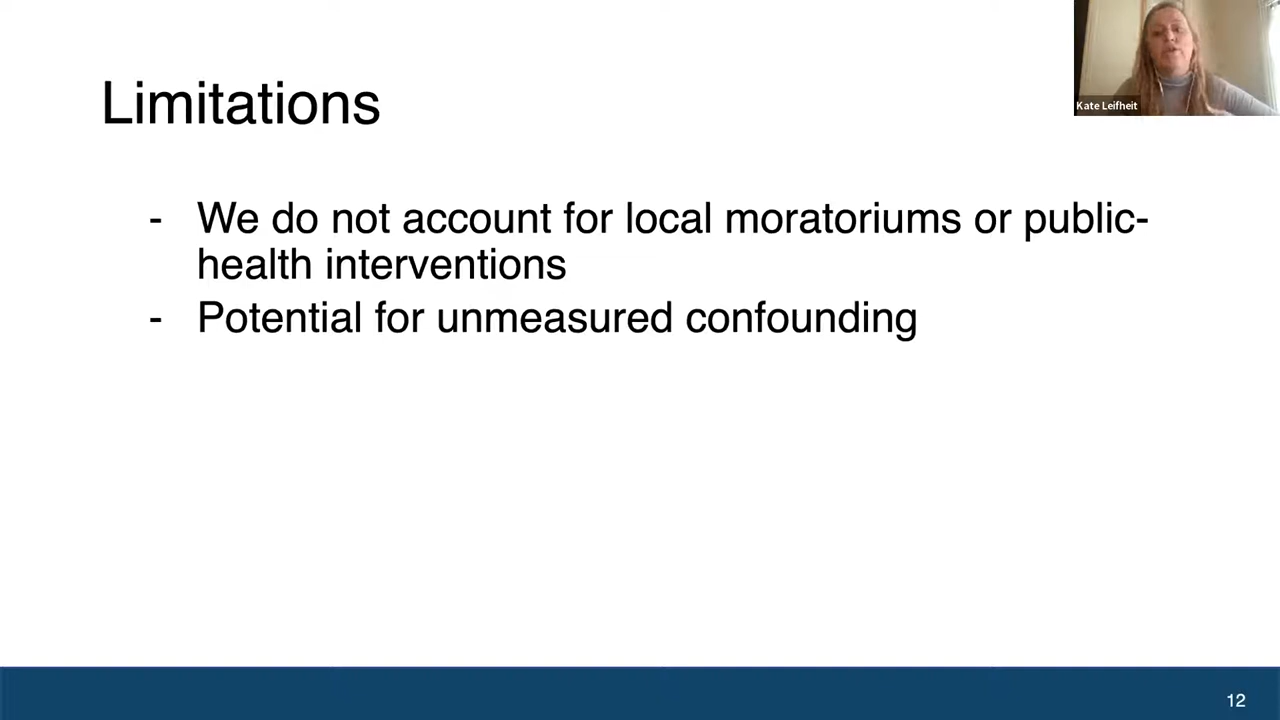 Kate Leifheit
Limitations
- We do not account for local moratoriums or public-
health interventions
- Potential for unmeasured confounding
12